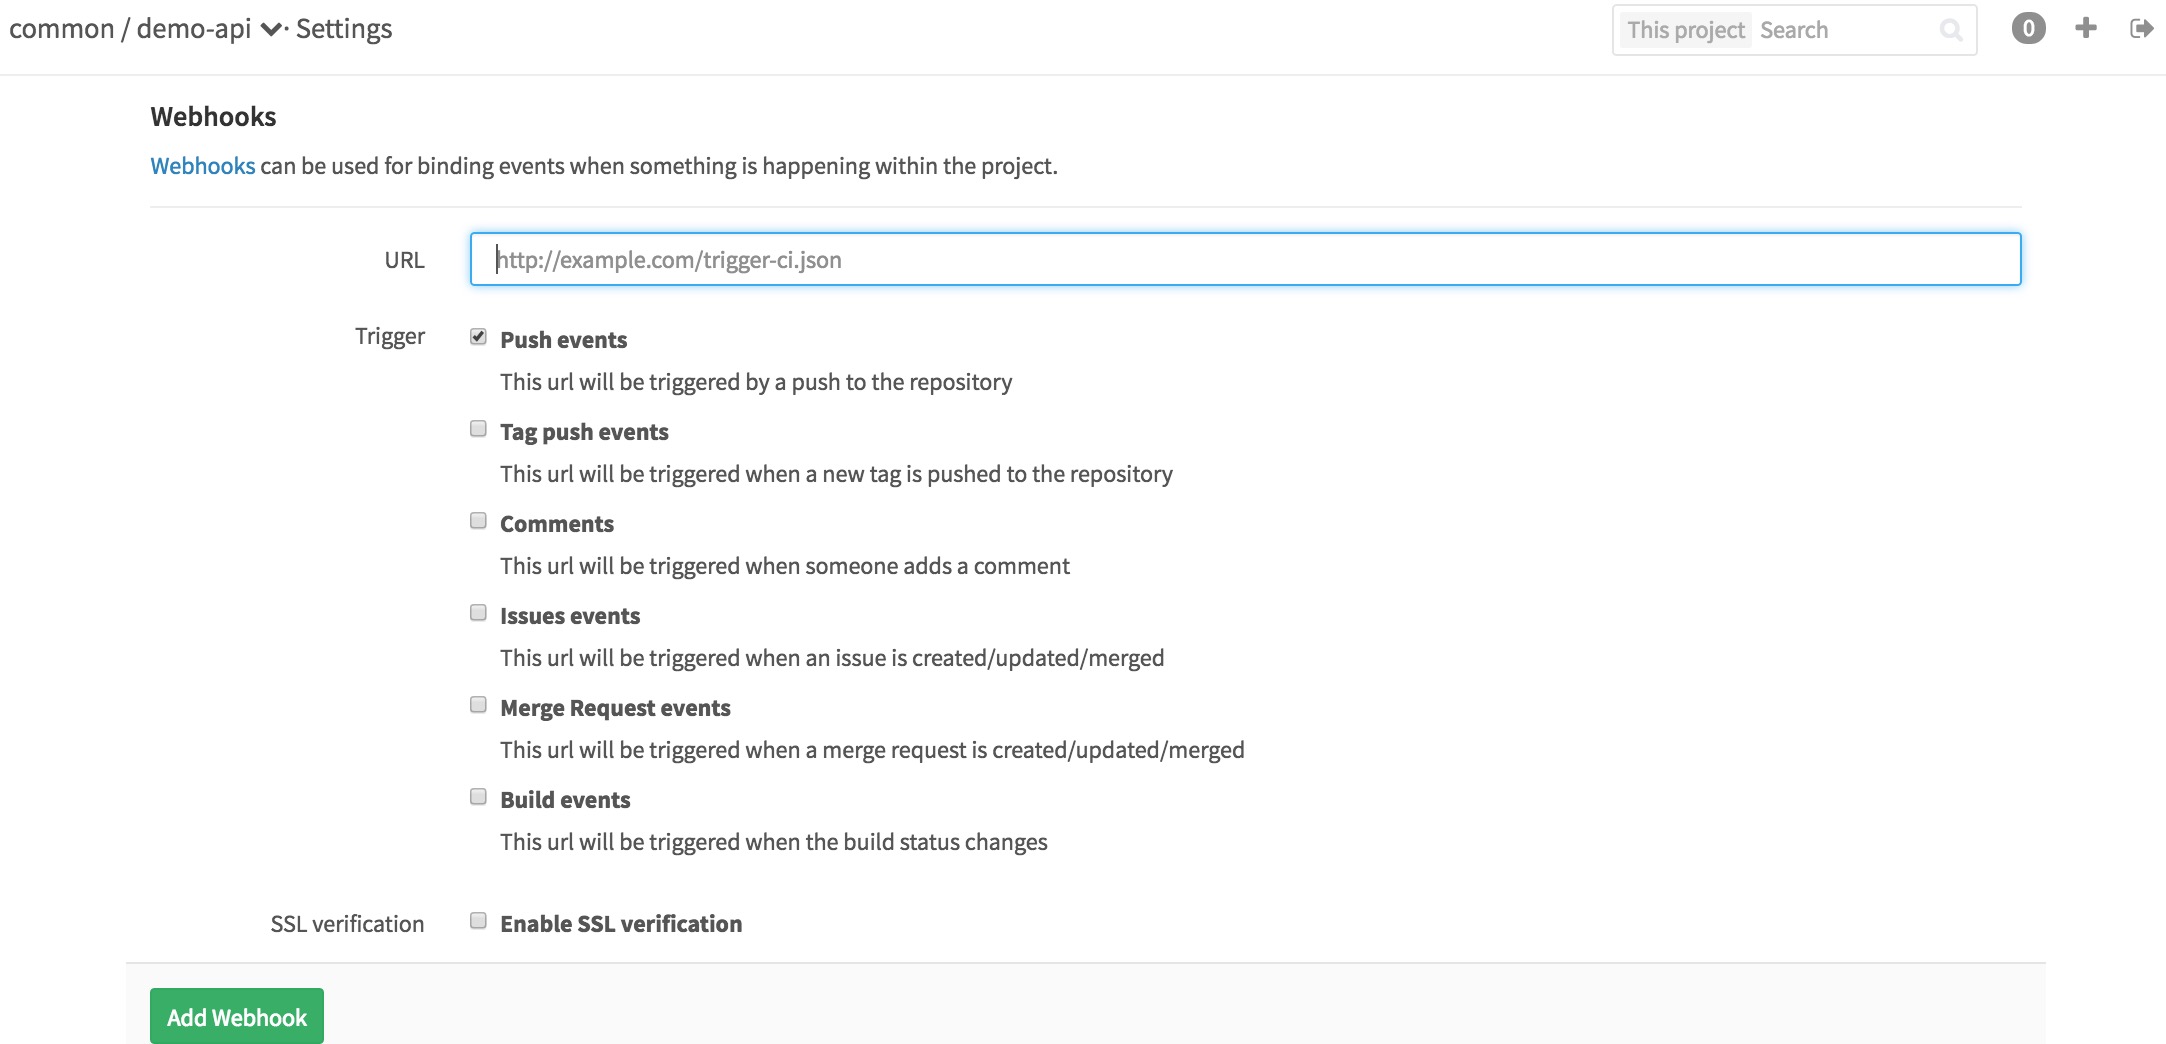 common / demo-api · Settings
This project Search
0
Webhooks
Webhooks can be used for binding events when something is happening within the project.
URL
http://example.com/trigger-ci.json
Trigger
Push events
This url will be triggered by a push to the repository
Tag push events
This url will be triggered when a new tag is pushed to the repository
Comments
This url will be triggered when someone adds a comment
Issues events
This url will be triggered when an issue is created/updated/merged
Merge Request events
This url will be triggered when a merge request is created/updated/merged
Build events
This url will be triggered when the build status changes
SSL verification
Enable SSL verification
Add Webhook